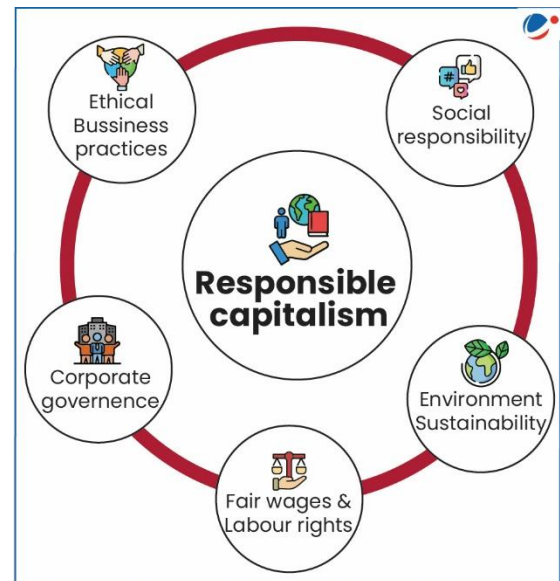 Ethical
Bussiness
practices
#
Social
responsibility
Responsible
capitalism
Corporate
governence
Environment
Sustainability
Fair wages &
Labour rights